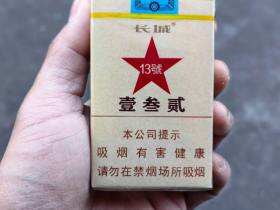 长城
13號
壹叁贰
本公司提示
吸烟有害健康
请勿在禁烟场所吸烟